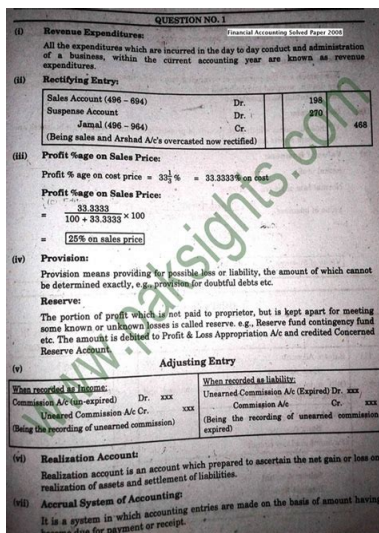 QUESTION NO. 1
Financial Accounting Solved Paper 2008
(i) Revenue Expenditures:
All the expenditures which are incurred in the day to day conduct and administration
of a business, within the current accounting year are known as revenue
expenditures.
(ii) Rectifying Entry:
Sales Account (496 – 694) Dr. 198
Suspense Account Dr. 270
Jamal (496 – 964) Cr. 468
(Being sales and Arshad A/c's overcasted now rectified)
(iii) Profit %age on Sales Price:
Profit % age on cost price = 33⅓ % = 33.3333% on cost
Profit %age on Sales Price:
= 33.3333 / 100 + 33.3333 × 100
= 25% on sales price
(iv) Provision:
Provision means providing for possible loss or liability, the amount of which cannot
be determined exactly, e.g., provision for doubtful debts etc.
Reserve:
The portion of profit which is not paid to proprietor, but is kept apart for meeting
some known or unknown losses is called reserve. e.g., Reserve fund contingency fund
etc. The amount is debited to Profit & Loss Appropriation A/c and credited Concerned
Reserve Account.
(v) Adjusting Entry
When recorded as Income:
Commission A/c (un-expired) Dr. xxx
Uneared Commission A/c Cr. xxx
(Being the recording of unearned commission)
When recorded as liability:
Unearned Commission A/c (Expired) Dr. xxx
Commission A/c Cr. xxx
(Being the recording of unearned commission
expired)
(vi) Realization Account:
Realization account is an account which prepared to ascertain the net gain or loss on
realization of assets and settlement of liabilities.
(vii) Accrual System of Accounting:
It is a system in which accounting entries are made on the basis of amount having
become due for payment or receipt.
www.paksights.com